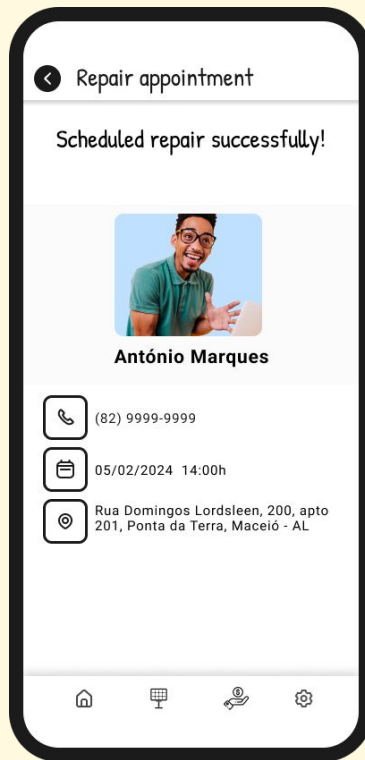 Repair appointment
Scheduled repair successfully!
António Marques
(82) 9999-9999
05/02/2024 14:00h
Rua Domingos Lordsleen, 200, apto
201, Ponta da Terra, Maceió - AL